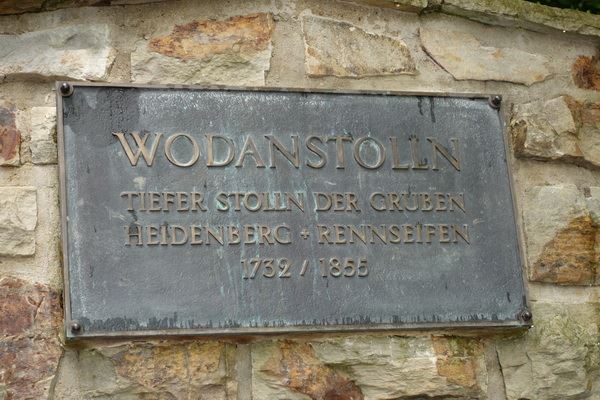 WODANSTOLLN
TIEFER STOLLN DER GRUBEN
HEIDENBERG + RENNSEIFEN
1732 / 1855